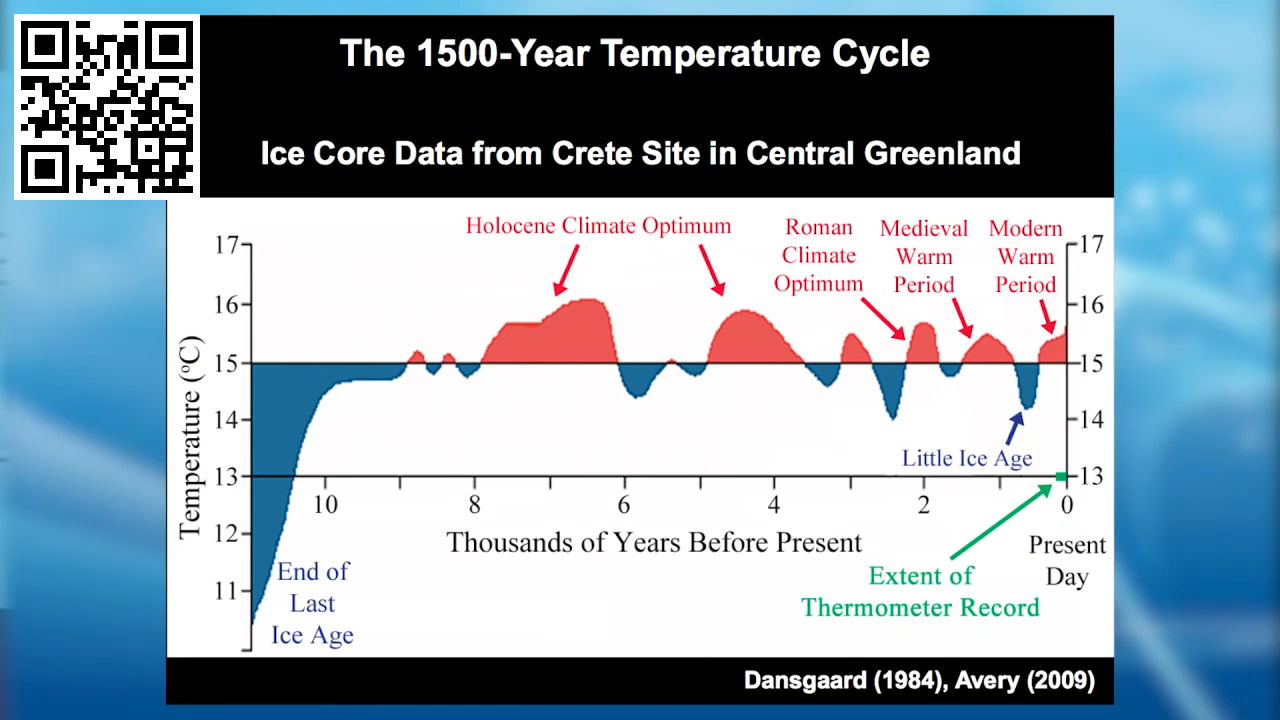 The 1500-Year Temperature Cycle
Ice Core Data from Crete Site in Central Greenland
Holocene Climate Optimum
Roman
Climate
Optimum
Medieval
Warm
Period
Modern
Warm
Period
Temperature (°C)
17
16
15
14
13
12
11
17
16
15
14
13
Little Ice Age
10
8
6
4
2
0
Thousands of Years Before Present
Present
Day
End of
Last
Ice Age
Extent of
Thermometer Record
Dansgaard (1984), Avery (2009)